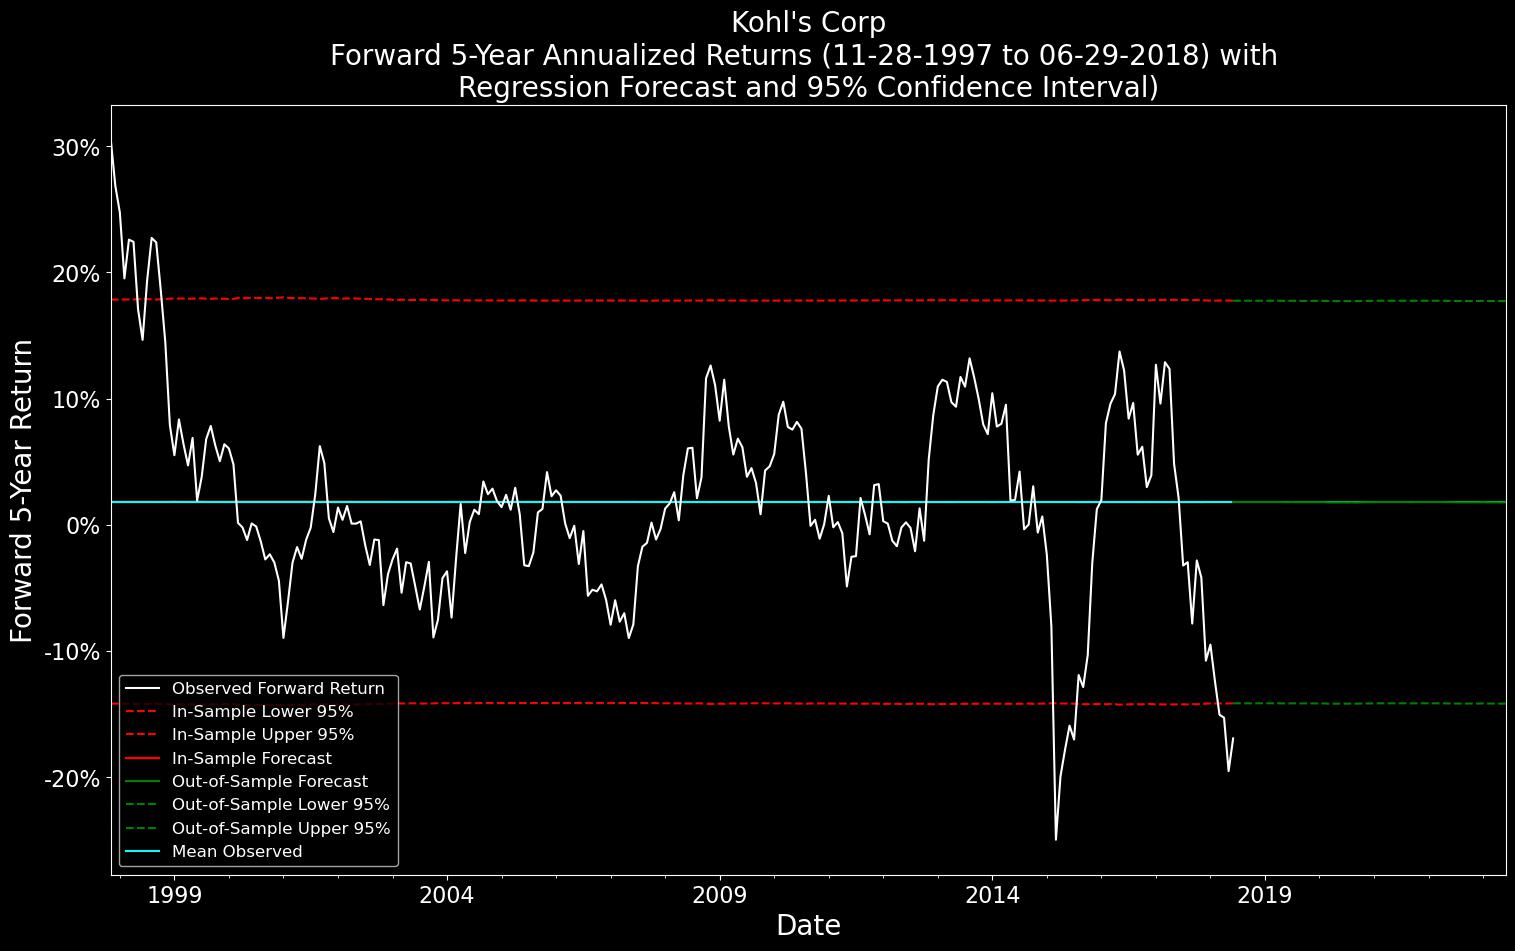 Kohl's Corp
Forward 5-Year Annualized Returns (11-28-1997 to 06-29-2018) with
Regression Forecast and 95% Confidence Interval)
Forward 5-Year Return
30%
20%
10%
0%
-10%
-20%
Observed Forward Return
In-Sample Lower 95%
In-Sample Upper 95%
In-Sample Forecast
Out-of-Sample Forecast
Out-of-Sample Lower 95%
Out-of-Sample Upper 95%
Mean Observed
1999
2004
2009
2014
2019
Date